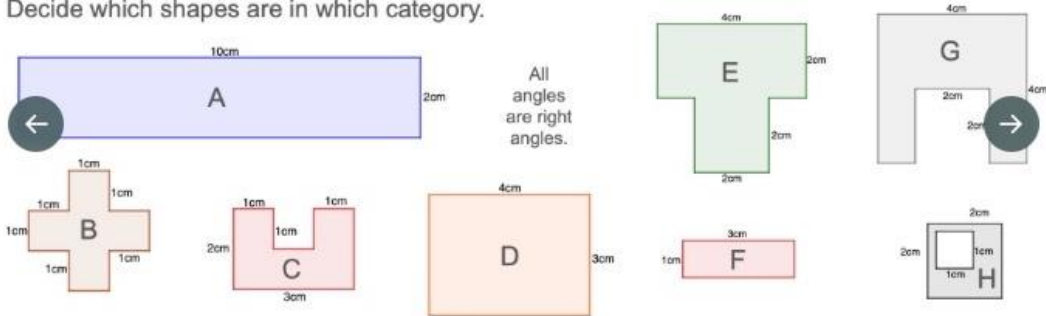 Decide which shapes are in which category.
10cm
A
2cm
All
angles
are right
angles.
4cm
E
2cm
2cm
2cm
4cm
G
2cm
4cm
1cm
1cm
1cm
1cm
B
1cm
1cm
1cm
1cm
1cm
2cm
C
3cm
4cm
D
3cm
3cm
1cm
F
2cm
2cm
1cm
1cm
H